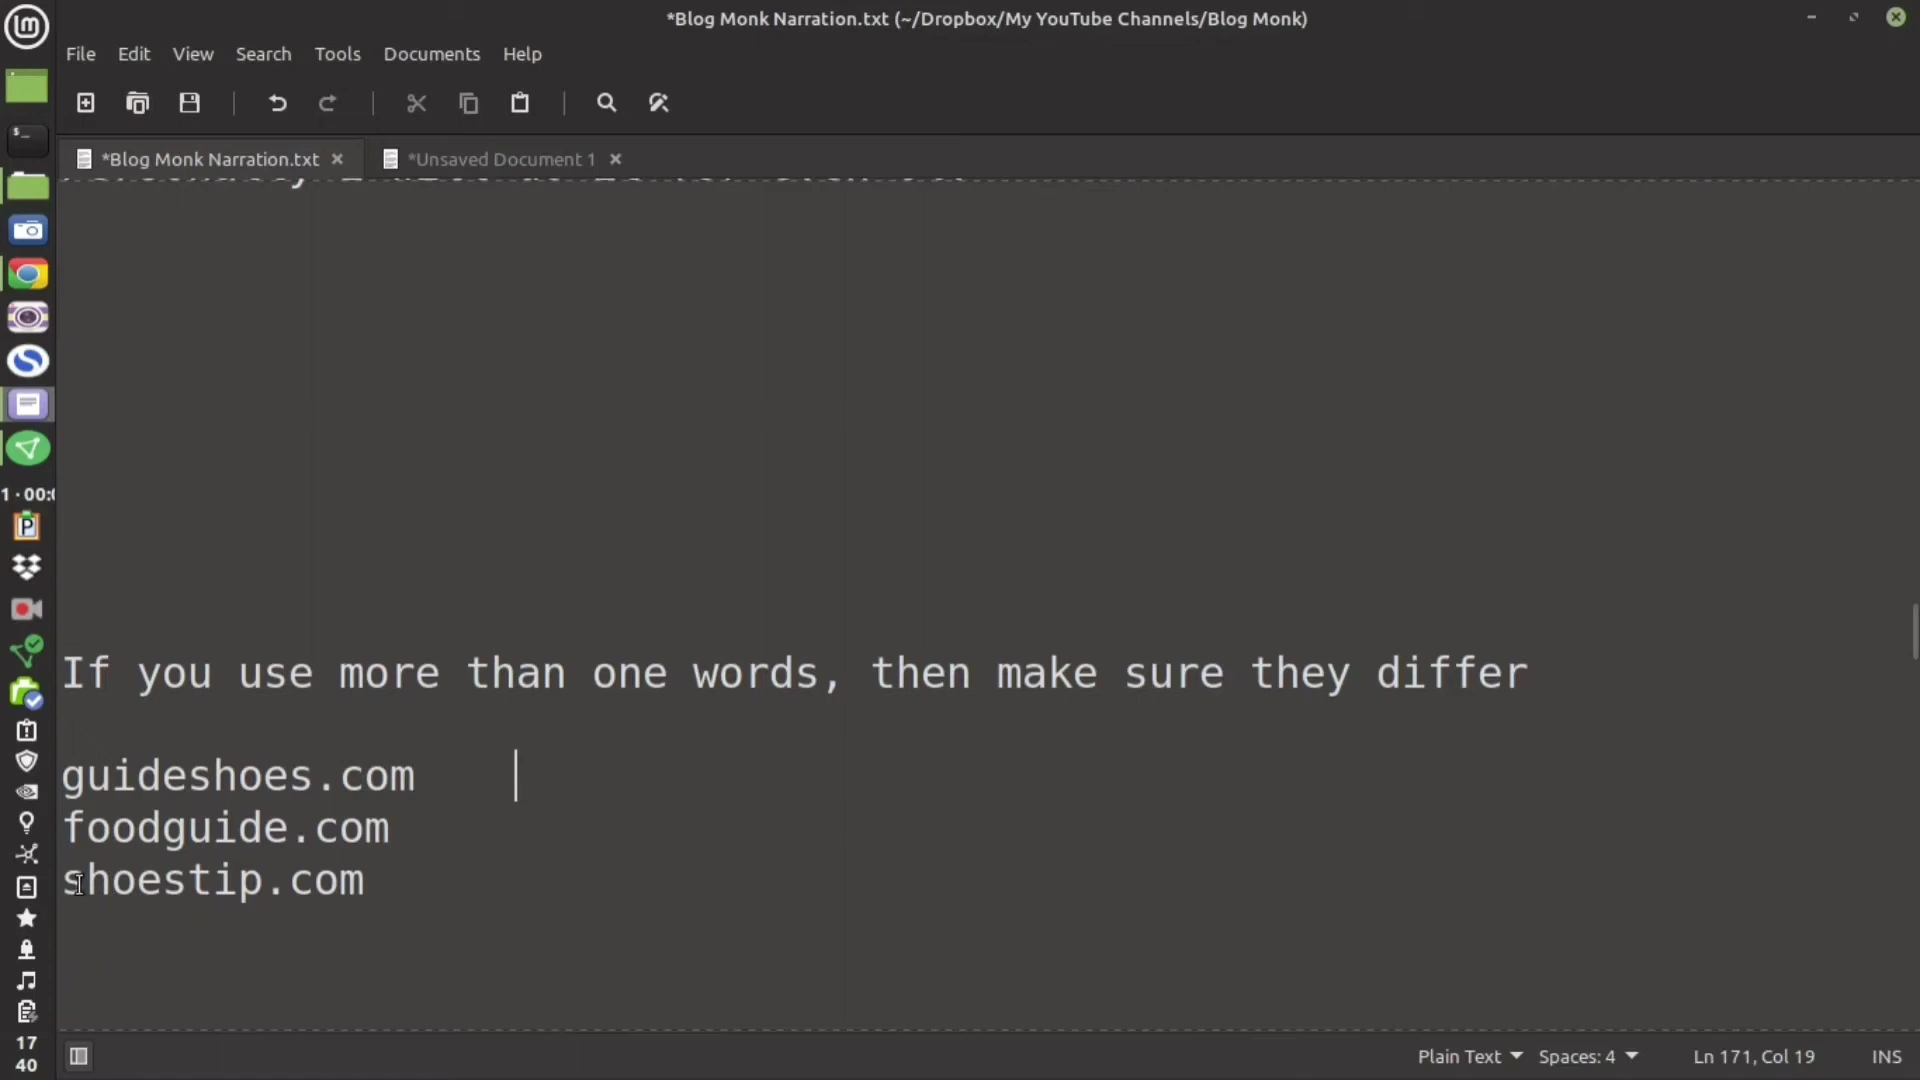 *Blog Monk Narration.txt (~/Dropbox/My YouTube Channels/Blog Monk)
File Edit View Search Tools Documents Help
*Blog Monk Narration.txt *Unsaved Document 1
If you use more than one words, then make sure they differ
guideshoes.com
foodguide.com
shoestip.com
17
40
Plain Text Spaces: 4 Ln 171, Col 19 INS